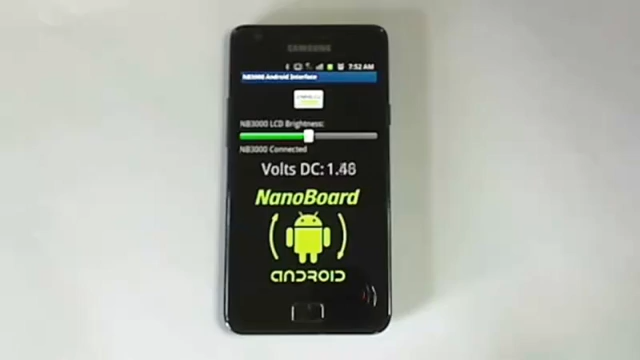 SAMSUNG
7:52 AM
NB3000 Android Interface
NB3000 LCD Brightness:
NB3000 Connected
Volts DC: 1.48
NanoBoard
ANDROID